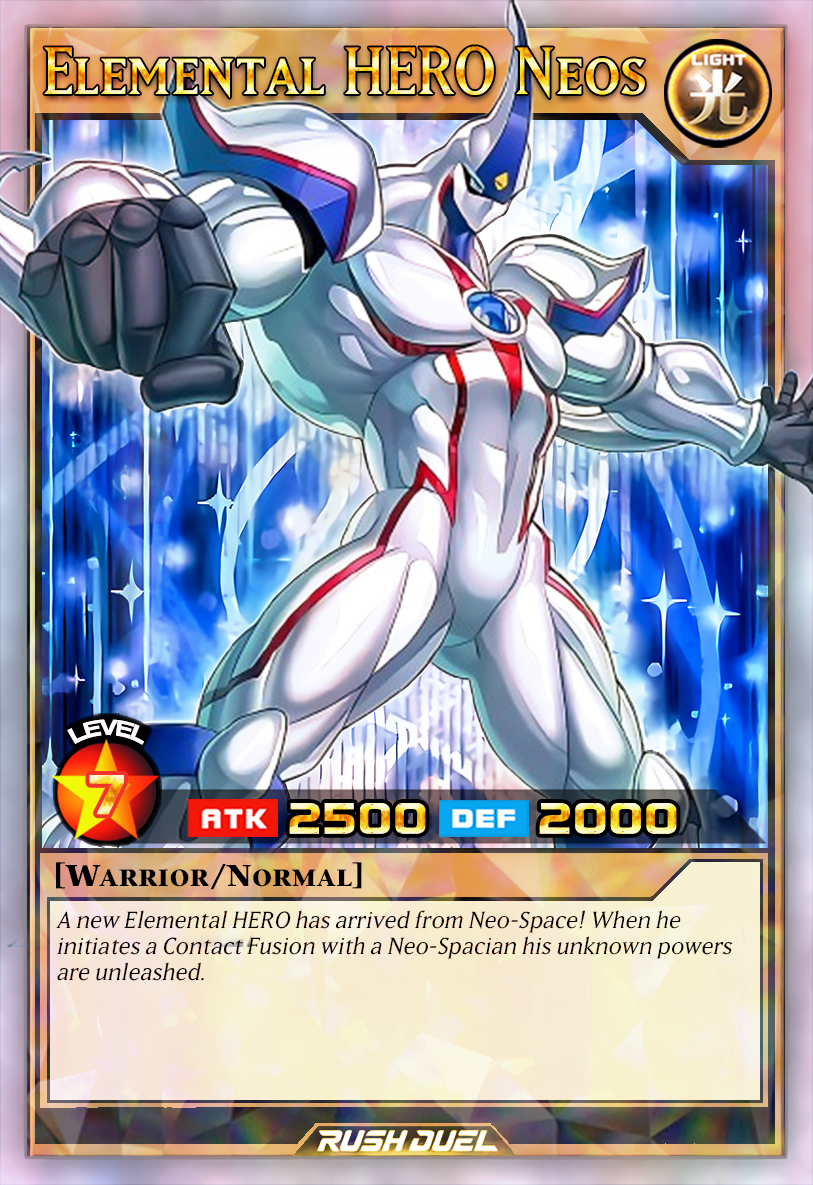 Elemental HERO Neos
LIGHT
光
LEVEL
7
ATK 2500 DEF 2000
[Warrior/Normal]
A new Elemental HERO has arrived from Neo-Space! When he
initiates a Contact Fusion with a Neo-Spacian his unknown powers
are unleashed.
RUSH DUEL